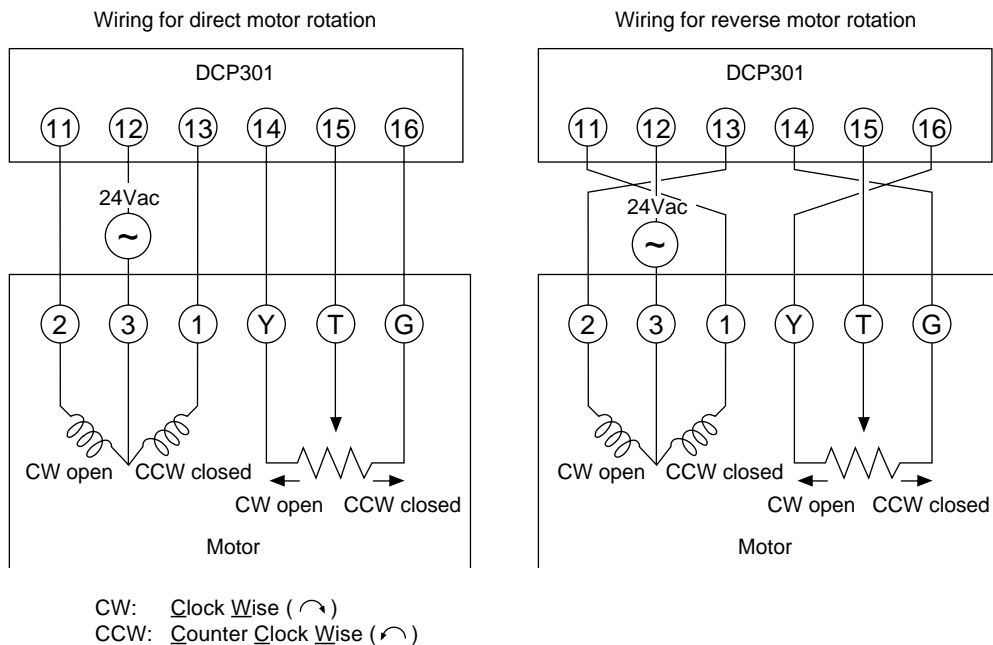 Wiring for direct motor rotation
DCP301
11 12 13 14 15 16
24Vac
~
2 3 1 Y T G
CW open CCW closed
CW open CCW closed
Motor
Wiring for reverse motor rotation
DCP301
11 12 13 14 15 16
24Vac
~
2 3 1 Y T G
CW open CCW closed
CW open CCW closed
Motor
CW: Clock Wise ( )
CCW: Counter Clock Wise ( )